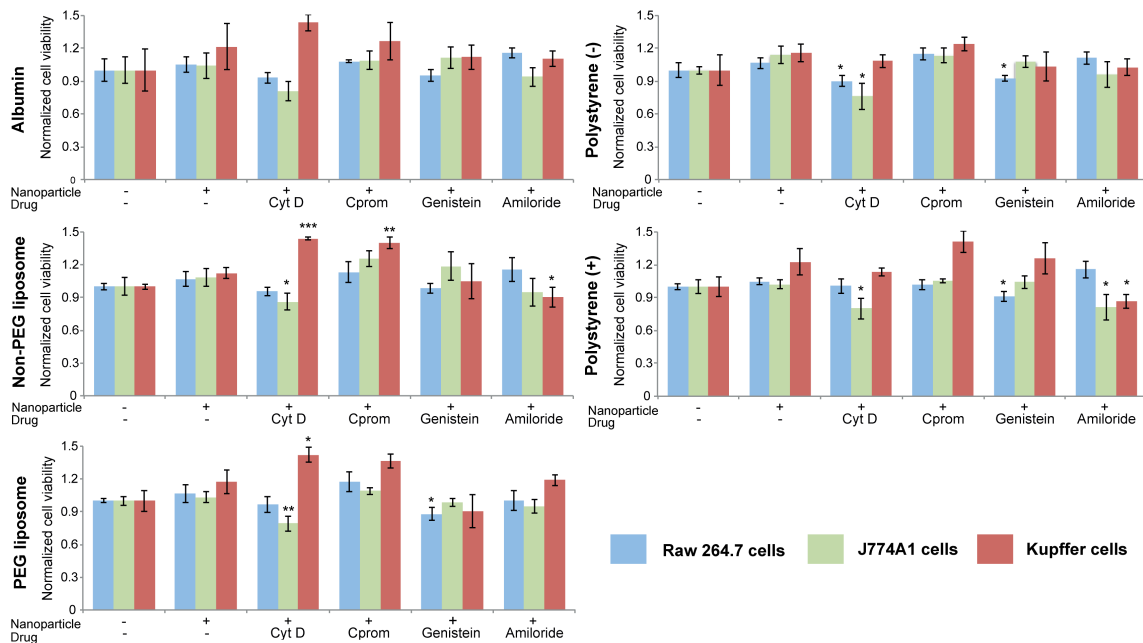 Albumin
Normalized cell viability
1.5
1.2
0.9
0.6
0.3
0
Nanoparticle - + + + + +
Drug - - Cyt D Cprom Genistein Amiloride
Polystyrene (-)
Normalized cell viability
1.5
1.2
0.9
0.6
0.3
0
* *
*
Nanoparticle - + + + + +
Drug - - Cyt D Cprom Genistein Amiloride
Non-PEG liposome
Normalized cell viability
1.5
1.2
0.9
0.6
0.3
0
* ***
**
*
Nanoparticle - + + + + +
Drug - - Cyt D Cprom Genistein Amiloride
Polystyrene (+)
Normalized cell viability
1.5
1.2
0.9
0.6
0.3
0
*
*
* *
Nanoparticle - + + + + +
Drug - - Cyt D Cprom Genistein Amiloride
PEG liposome
Normalized cell viability
1.5
1.2
0.9
0.6
0.3
0
** *
*
Nanoparticle - + + + + +
Drug - - Cyt D Cprom Genistein Amiloride
Raw 264.7 cells
J774A1 cells
Kupffer cells